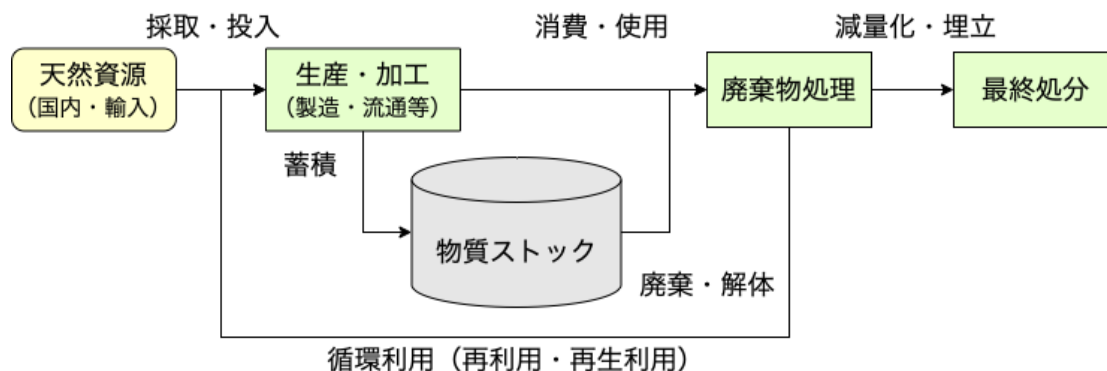 採取・投入
消費・使用
減量化・埋立
天然資源
（国内・輸入）
生産・加工
（製造・流通等）
廃棄物処理
最終処分
蓄積
物質ストック
廃棄・解体
循環利用（再利用・再生利用）